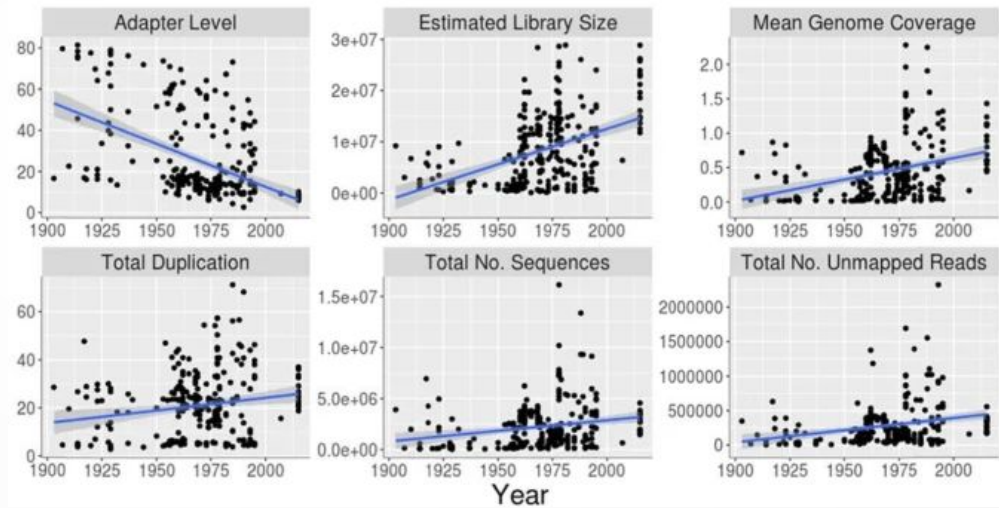 Adapter Level
80
60
40
20
0
1900 1925 1950 1975 2000
Estimated Library Size
3e+07
2e+07
1e+07
0e+00
1900 1925 1950 1975 2000
Mean Genome Coverage
2.0
1.5
1.0
0.5
0.0
1900 1925 1950 1975 2000
Total Duplication
60
40
20
0
1900 1925 1950 1975 2000
Total No. Sequences
1.5e+07
1.0e+07
5.0e+06
0.0e+00
1900 1925 1950 1975 2000
Total No. Unmapped Reads
2000000
1500000
1000000
500000
0
1900 1925 1950 1975 2000
Year